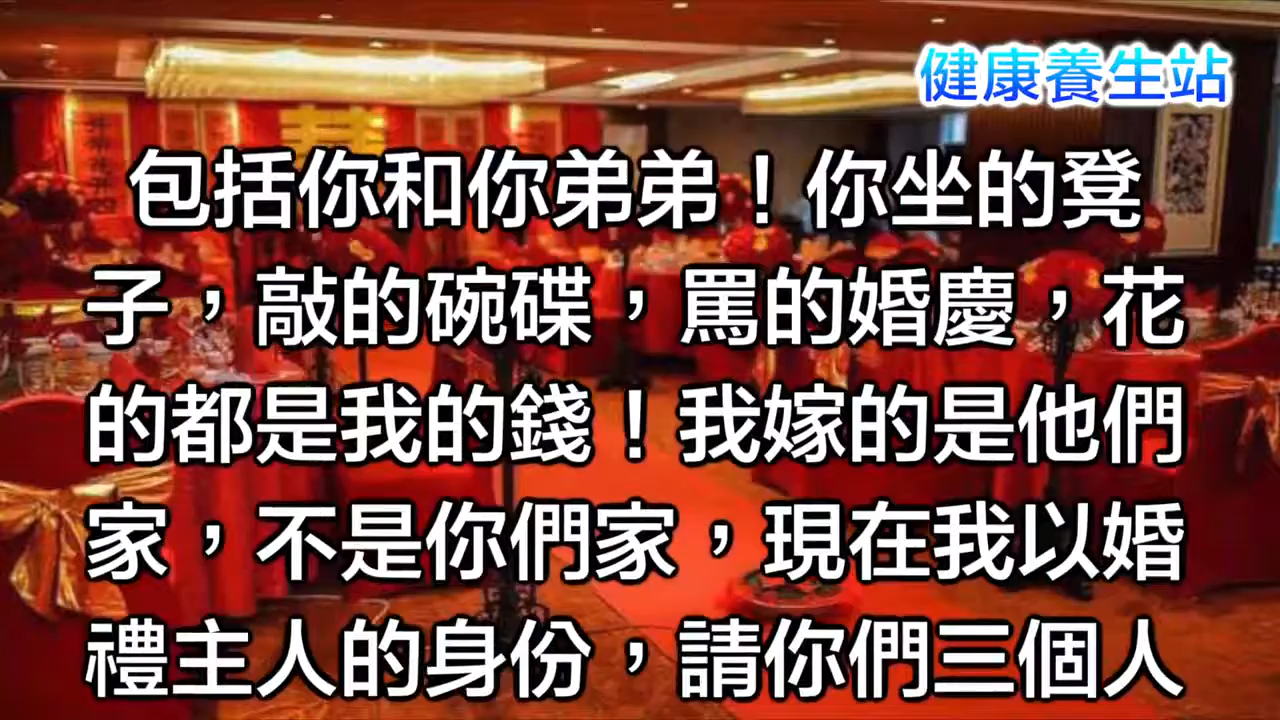 健康養生站
包括你和你弟弟！你坐的凳
子，敲的碗碟，罵的婚慶，花
的都是我的錢！我嫁的是他們
家，不是你們家，現在我以婚
禮主人的身份，請你們三個人